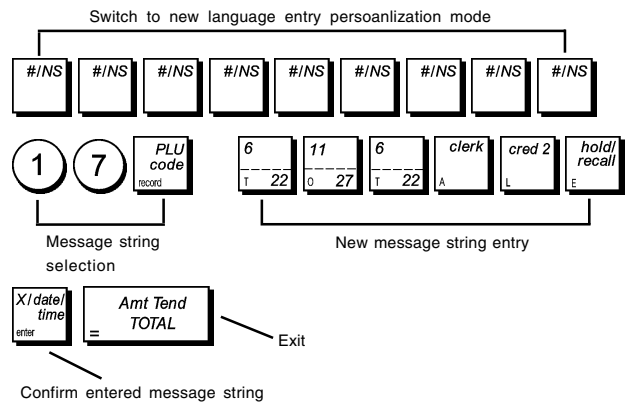 Switch to new language entry persoanlization mode
#/NS #/NS #/NS #/NS #/NS #/NS #/NS #/NS #/NS
1 7 PLU code record 6 T 22 11 O 27 6 T 22 clerk A cred 2 L hold/ recall E
Message string selection
New message string entry
X/date/ time enter
Amt Tend TOTAL =
Exit
Confirm entered message string